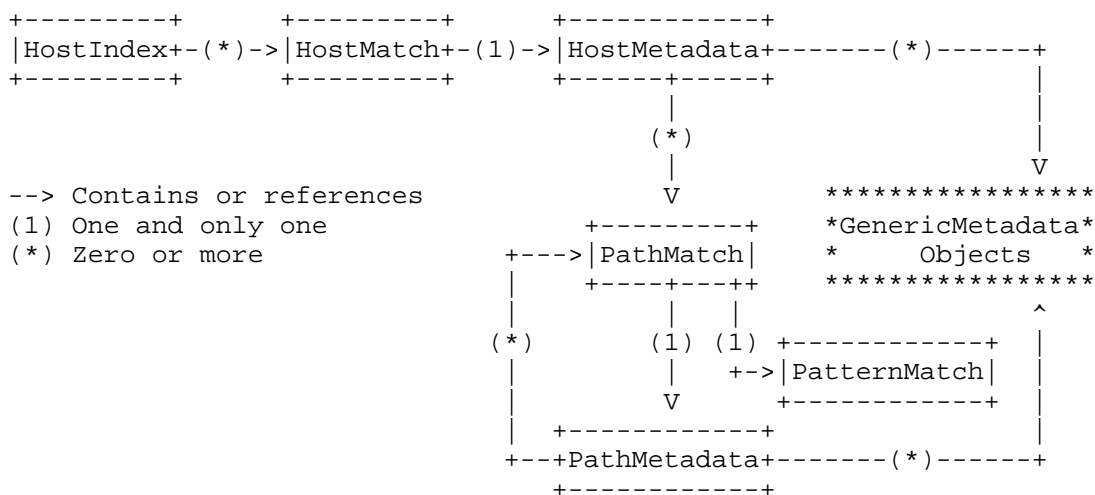 +---------+         +---------+         +------------+
|HostIndex+-(*)->|HostMatch+-(1)->|HostMetadata+-------(*)------+
+---------+         +---------+         +------+-----+          |
                                               |                |
                                              (*)               |
                                               |                V
--> Contains or references                     V        *****************
(1) One and only one                      +---------+   *GenericMetadata*
(*) Zero or more                    +--->|PathMatch|    *     Objects   *
                                    |     +----+---++   *****************
                                    |          |   |            ^
                                   (*)        (1) (1) +------------+  |
                                    |          |   +->|PatternMatch|  |
                                    |          V      +------------+  |
                                    |  +------------+                 |
                                    +--+PathMetadata+-------(*)------+
                                       +------------+